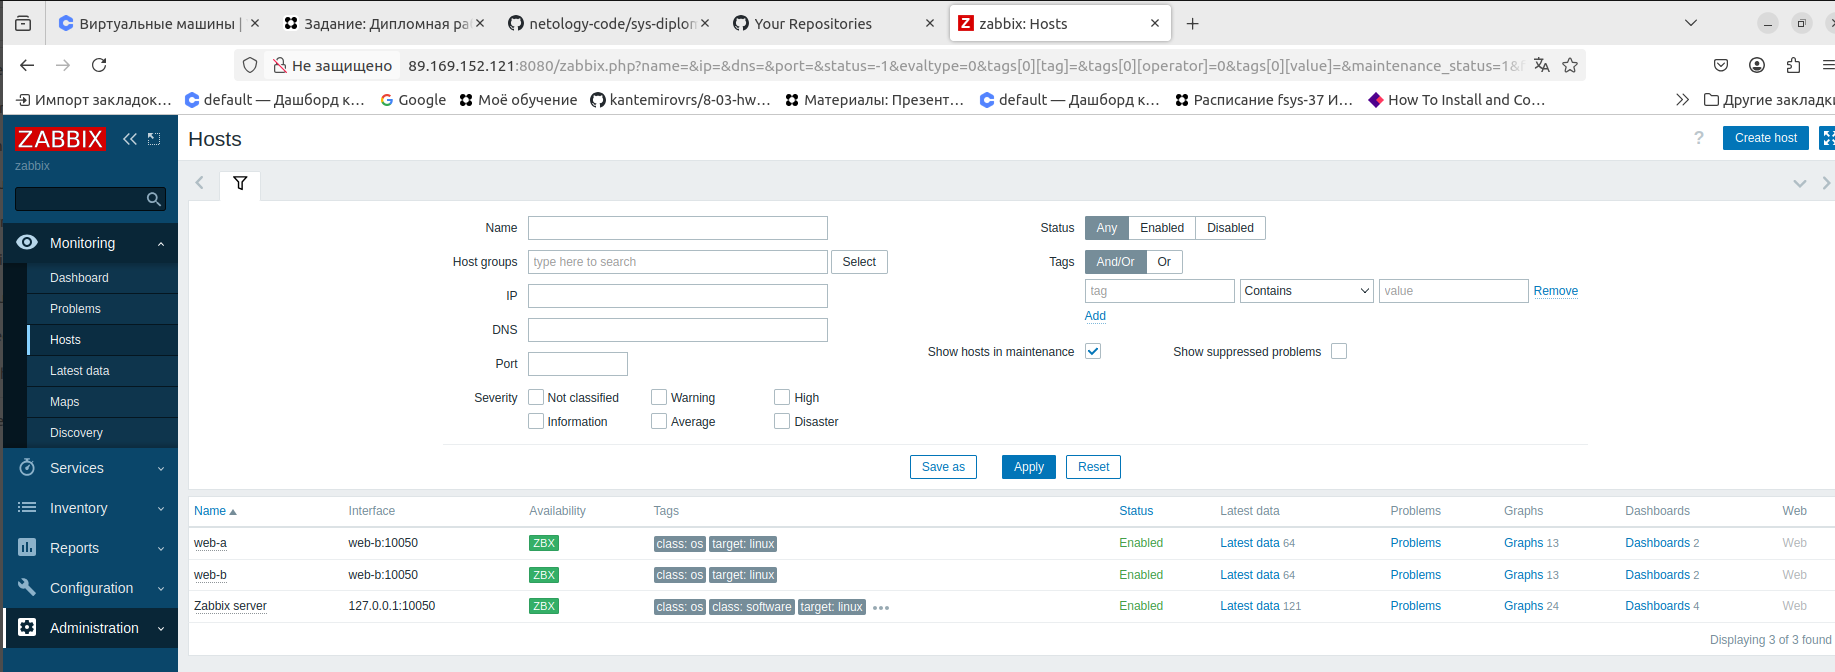 Виртуальные машины |
Задание: Дипломная ра
netology-code/sys-diplom
Your Repositories
zabbix: Hosts
Не защищено
89.169.152.121:8080/zabbix.php?name=&ip=&dns=&port=&status=-1&evaltype=0&tags[0][tag]=&tags[0][operator]=0&tags[0][value]=&maintenance_status=1&
Импорт закладок…
default — Дашборд к…
Google
Моё обучение
kantemirovrs/8-03-hw…
Материалы: Презент…
default — Дашборд к…
Расписание fsys-37 И…
How To Install and Co…
Другие закладки
ZABBIX
zabbix
Monitoring
Dashboard
Problems
Hosts
Latest data
Maps
Discovery
Services
Inventory
Reports
Configuration
Administration
Hosts
? Create host
Name
Host groups type here to search Select
IP
DNS
Port
Severity Not classified Warning High
Information Average Disaster
Status Any Enabled Disabled
Tags And/Or Or
tag Contains value Remove
Add
Show hosts in maintenance Show suppressed problems
Save as Apply Reset
Name Interface Availability Tags Status Latest data Problems Graphs Dashboards Web
web-a web-b:10050 ZBX class: os target: linux Enabled Latest data 64 Problems Graphs 13 Dashboards 2 Web
web-b web-b:10050 ZBX class: os target: linux Enabled Latest data 64 Problems Graphs 13 Dashboards 2 Web
Zabbix server 127.0.0.1:10050 ZBX class: os class: software target: linux ••• Enabled Latest data 121 Problems Graphs 24 Dashboards 4 Web
Displaying 3 of 3 found